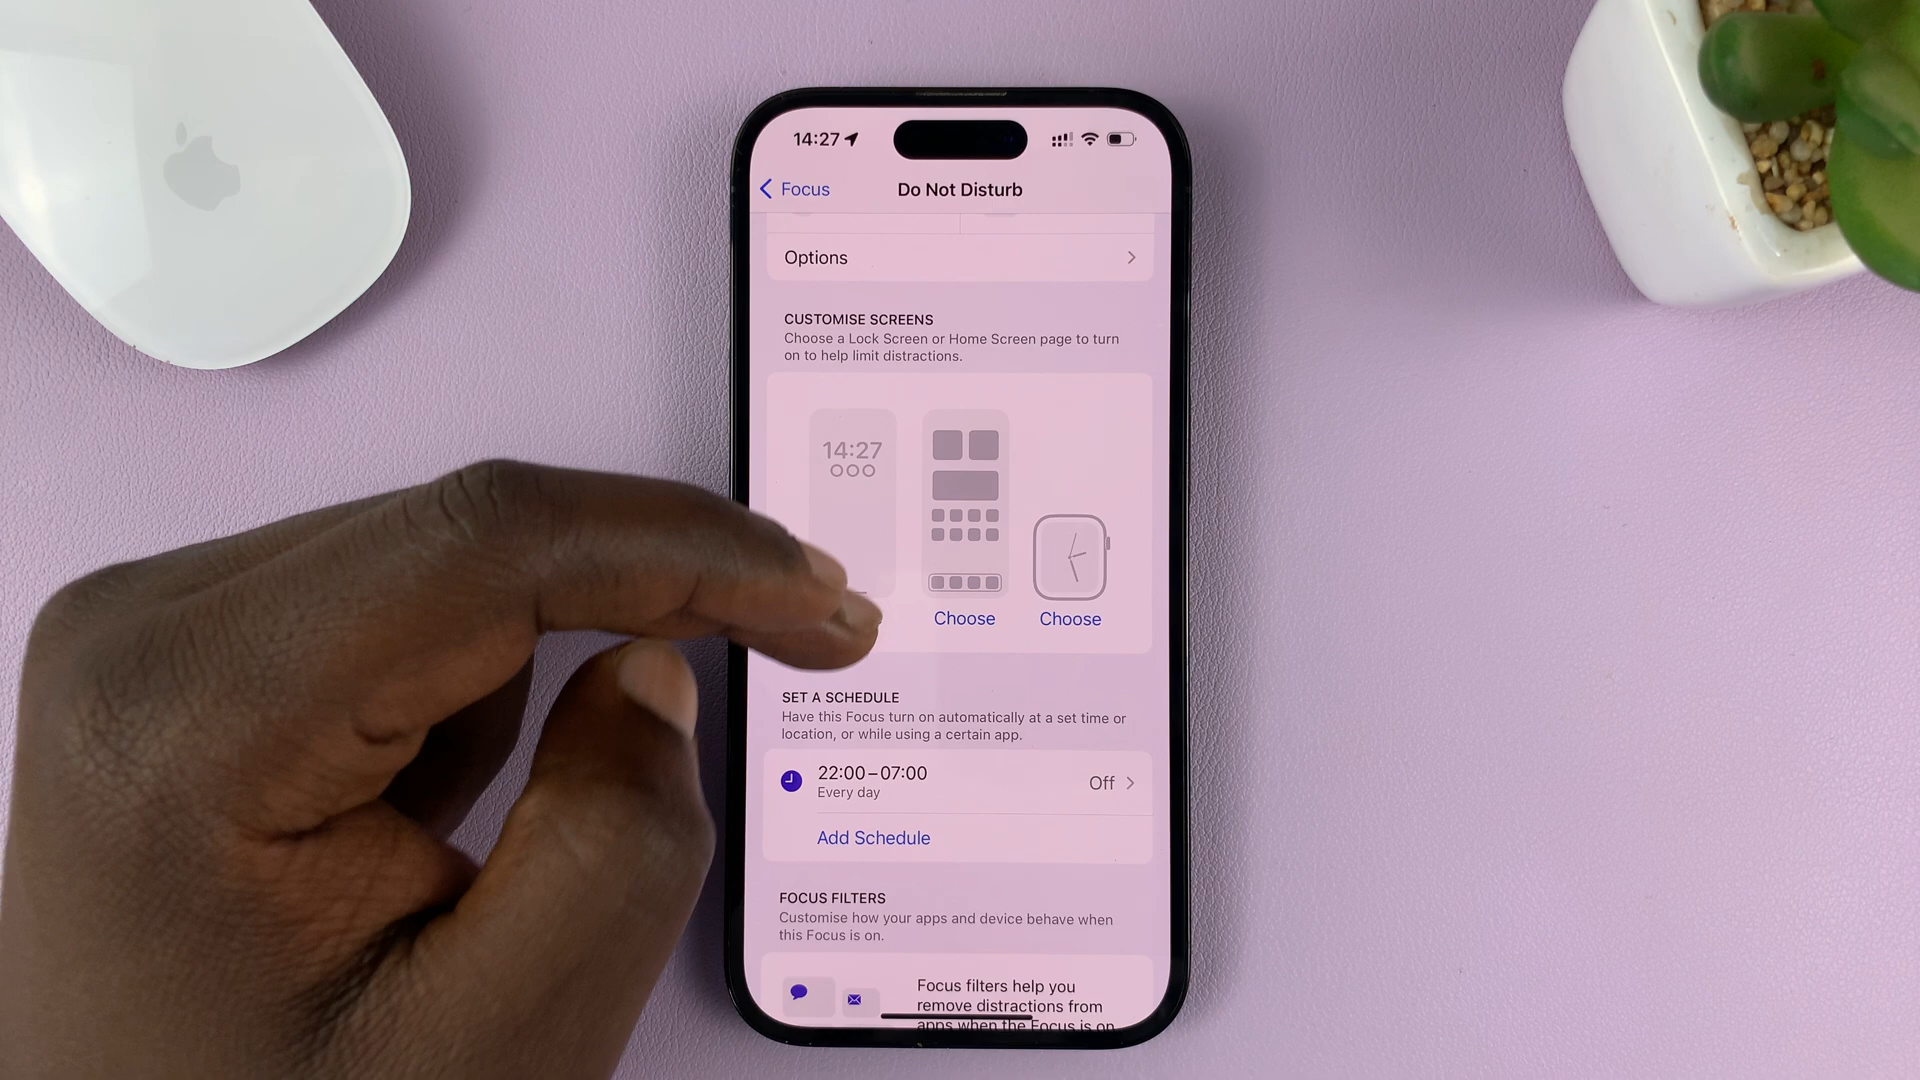 14:27
Focus
Do Not Disturb
Options
CUSTOMISE SCREENS
Choose a Lock Screen or Home Screen page to turn
on to help limit distractions.
14:27
Choose
Choose
SET A SCHEDULE
Have this Focus turn on automatically at a set time or
location, or while using a certain app.
22:00–07:00
Every day
Off
Add Schedule
FOCUS FILTERS
Customise how your apps and device behave when
this Focus is on.
Focus filters help you
remove distractions from
apps when the Focus is on